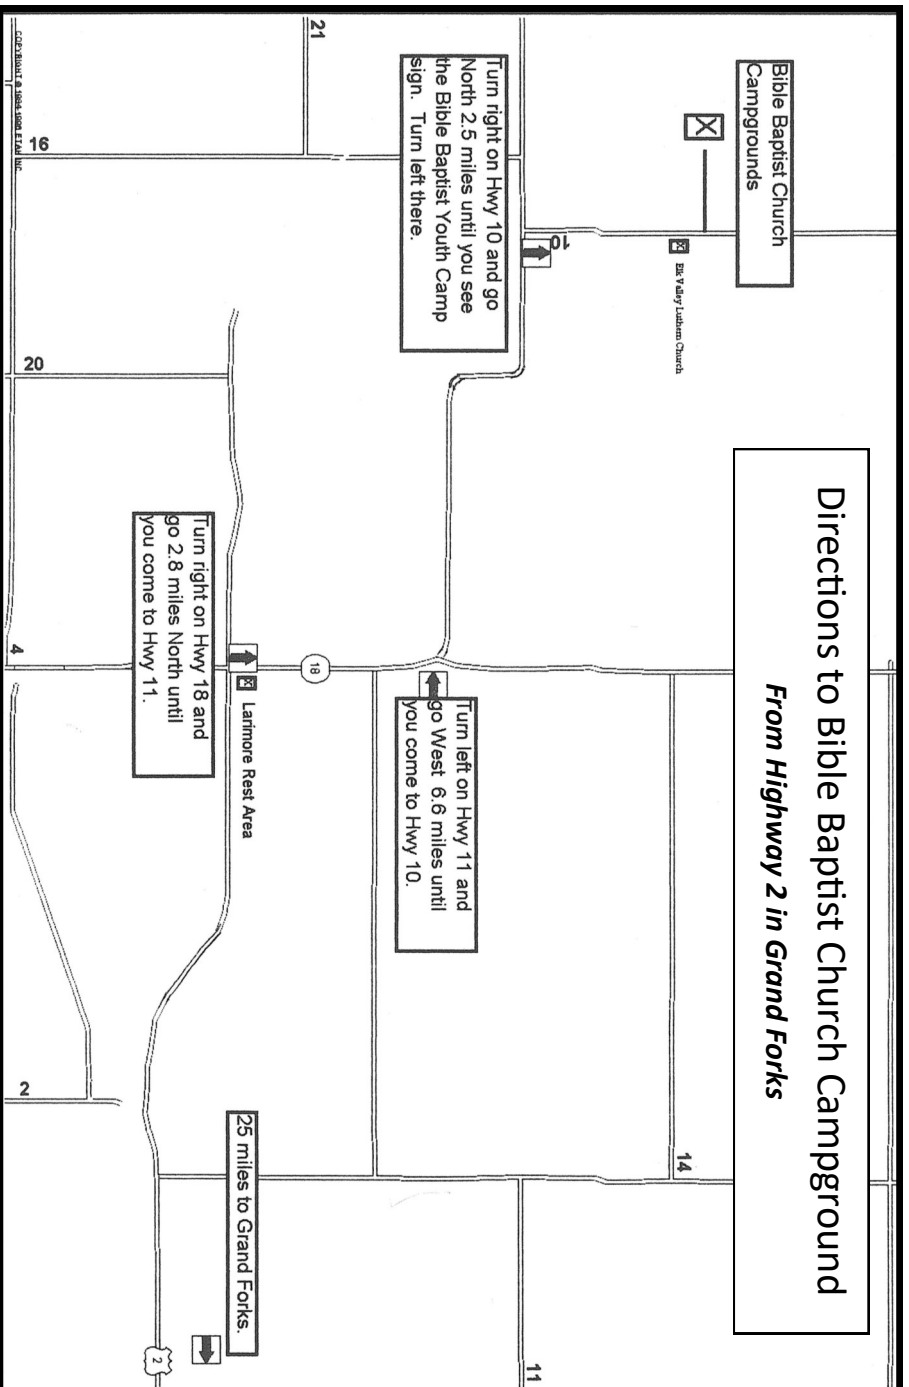 Directions to Bible Baptist Church Campground
From Highway 2 in Grand Forks
Bible Baptist Church
Campgrounds
Elk Valley Luthern Church
10
Turn right on Hwy 10 and go
North 2.5 miles until you see
the Bible Baptist Youth Camp
sign. Turn left there.
Turn left on Hwy 11 and
go West 6.6 miles until
you come to Hwy 10.
18
Larimore Rest Area
Turn right on Hwy 18 and
go 2.8 miles North until
you come to Hwy 11.
25 miles to Grand Forks.
21
16
20
4
2
14
11
2